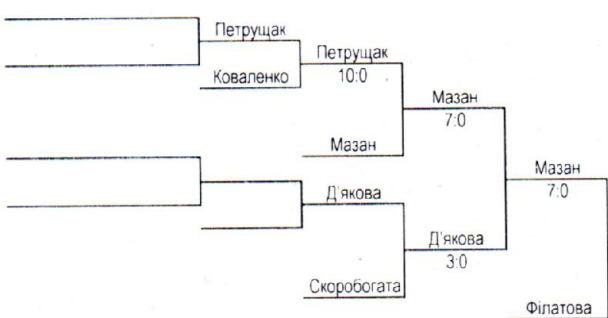 Петрущак
Петрущак
Коваленко
10:0
Мазан
7:0
Мазан
Мазан
7:0
Д'якова
Д'якова
3:0
Скоробогата
Філатова